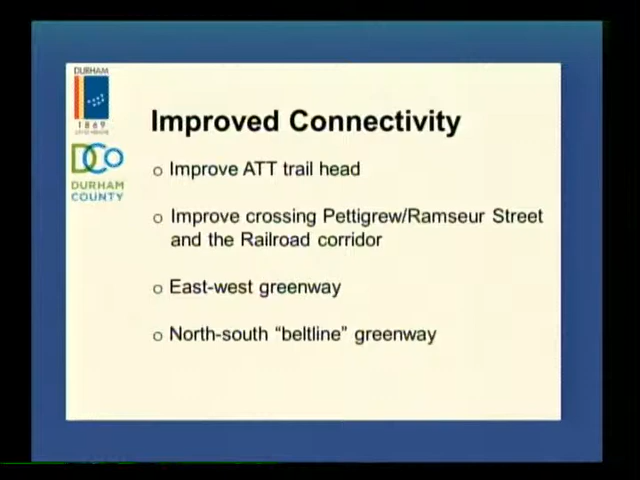 DURHAM
1869
DCO
DURHAM
COUNTY
Improved Connectivity
o Improve ATT trail head
o Improve crossing Pettigrew/Ramseur Street
and the Railroad corridor
o East-west greenway
o North-south “beltline” greenway